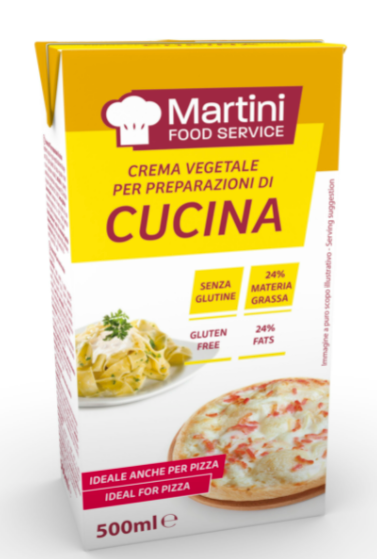 Martini
FOOD SERVICE
CREMA VEGETALE
PER PREPARAZIONI DI
CUCINA
SENZA
GLUTINE
24%
MATERIA
GRASSA
GLUTEN
FREE
24%
FATS
Immagine a puro scopo illustrativo - Serving suggestion
IDEALE ANCHE PER PIZZA
IDEAL FOR PIZZA
500ml ℮